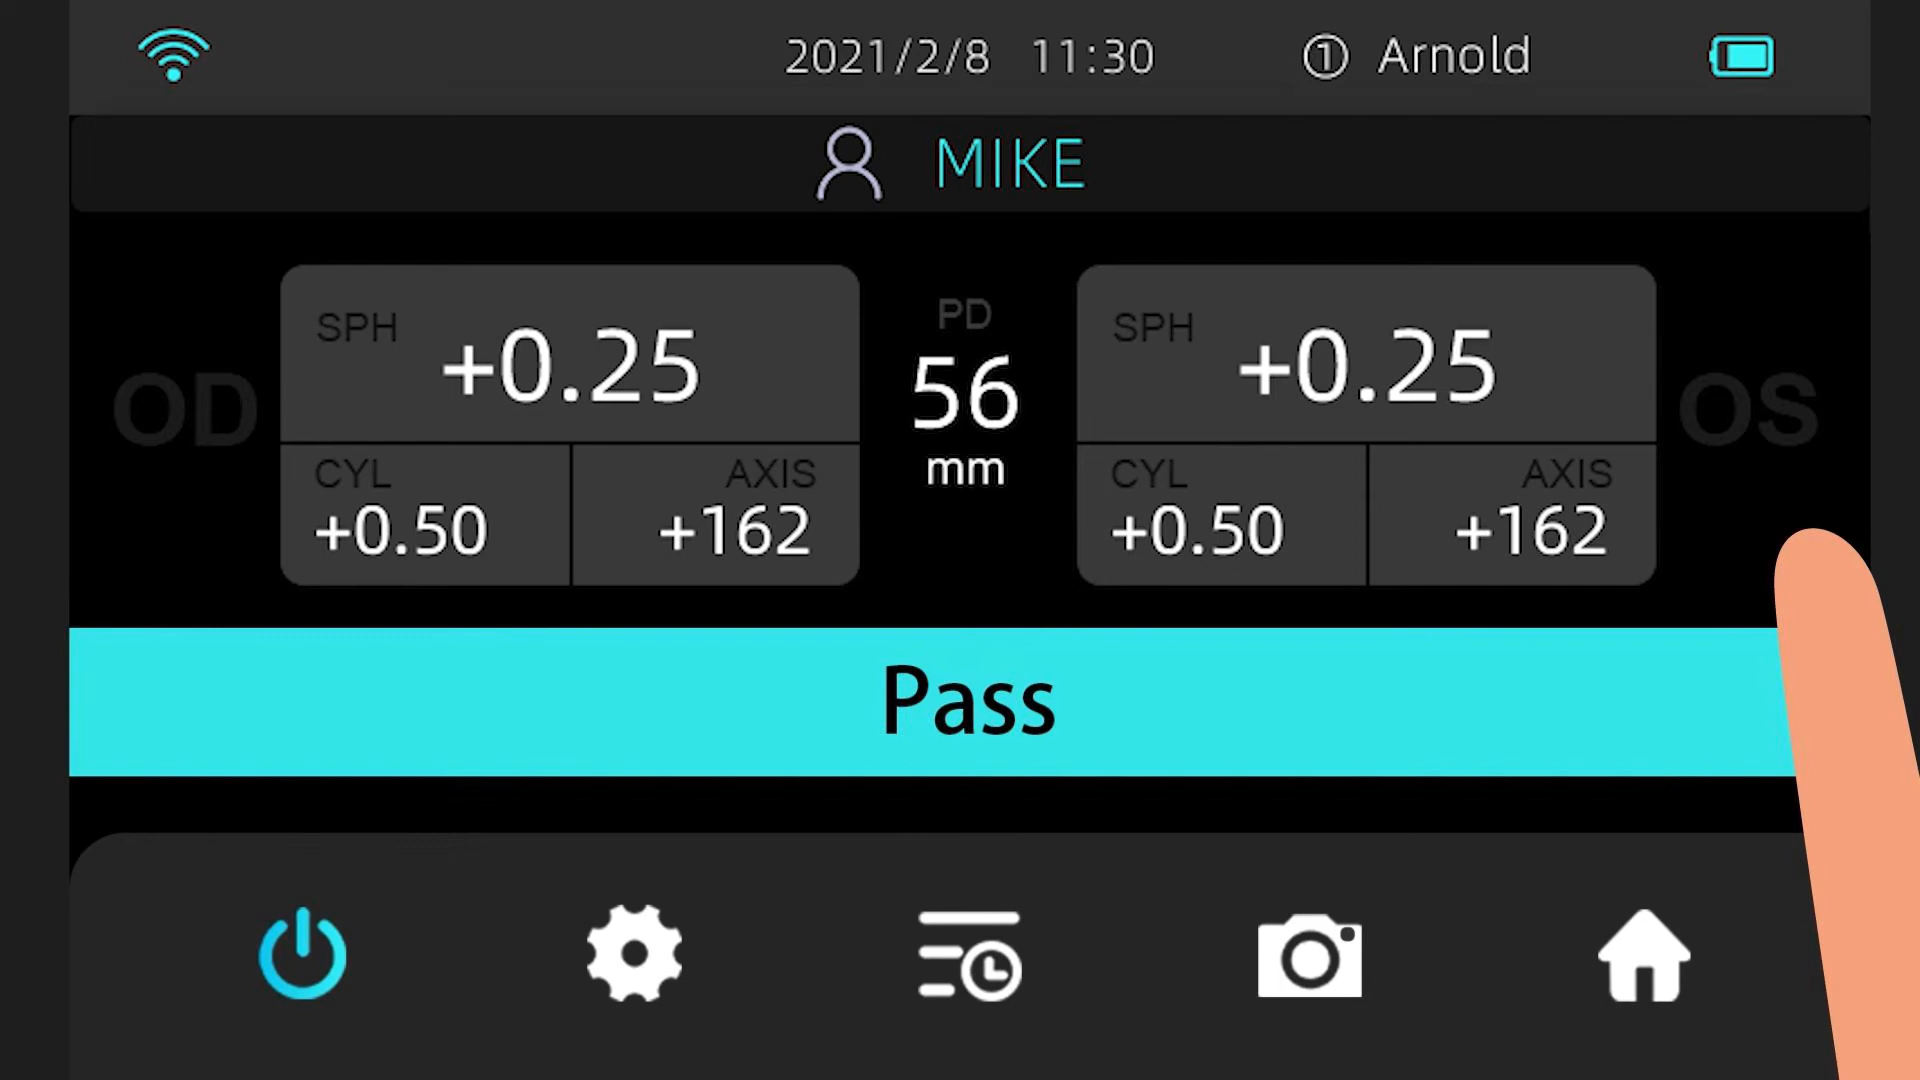 2021/2/8 11:30 ① Arnold
MIKE
OD
SPH
+0.25
CYL
+0.50
AXIS
+162
PD
56
mm
SPH
+0.25
CYL
+0.50
AXIS
+162
OS
Pass